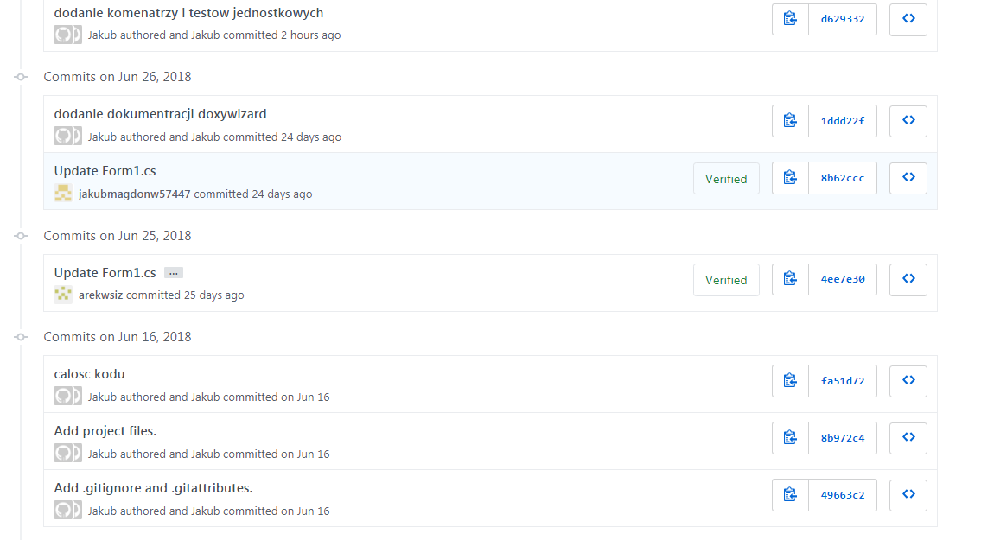 dodanie komenatrzy i testow jednostkowych
Jakub authored and Jakub committed 2 hours ago
d629332
Commits on Jun 26, 2018
dodanie dokumentracji doxywizard
Jakub authored and Jakub committed 24 days ago
1ddd22f
Update Form1.cs
jakubmagdonw57447 committed 24 days ago
Verified
8b62ccc
Commits on Jun 25, 2018
Update Form1.cs ...
arekwsiz committed 25 days ago
Verified
4ee7e30
Commits on Jun 16, 2018
calosc kodu
Jakub authored and Jakub committed on Jun 16
fa51d72
Add project files.
Jakub authored and Jakub committed on Jun 16
8b972c4
Add .gitignore and .gitattributes.
Jakub authored and Jakub committed on Jun 16
49663c2